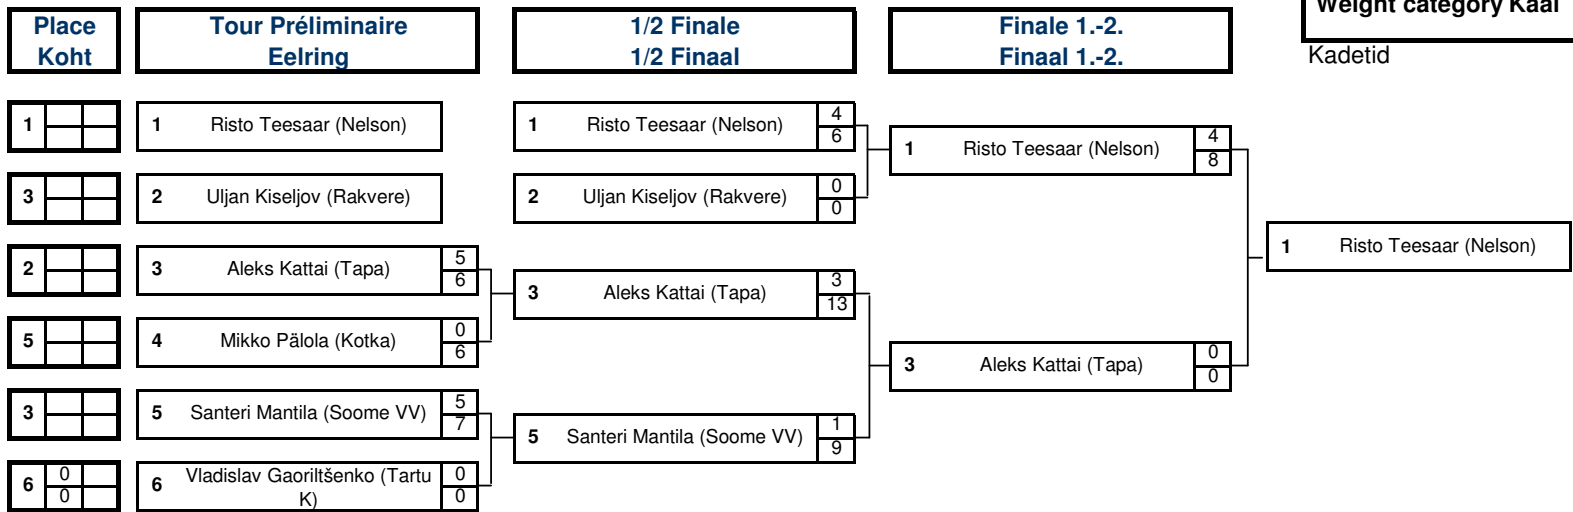 Weight category Kaal
Place Tour Préliminaire 1/2 Finale Finale 1.-2.
Koht Eelring 1/2 Finaal Finaal 1.-2.
Kadetid
1 1 Risto Teesaar (Nelson) 1 Risto Teesaar (Nelson) 4
6
1 Risto Teesaar (Nelson) 4
8
3 2 Uljan Kiseljov (Rakvere) 2 Uljan Kiseljov (Rakvere) 0
0
1 Risto Teesaar (Nelson)
2 3 Aleks Kattai (Tapa) 5
6
3 Aleks Kattai (Tapa) 3
13
5 4 Mikko Pälola (Kotka) 0
6
3 Aleks Kattai (Tapa) 0
0
3 5 Santeri Mantila (Soome VV) 5
7
5 Santeri Mantila (Soome VV) 1
9
6 0 6 Vladislav Gaoriltšenko (Tartu 0
0 K) 0